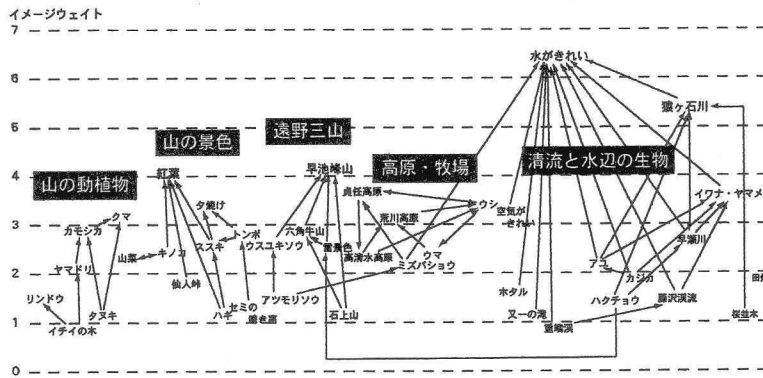 イメージウェイト
7
6
5
4
3
2
1
0
山の動植物
山の景色
遠野三山
高原・牧場
清流と水辺の生物
水がきれい
猿ヶ石川
紅葉
早池峰山
貞任高原
イワナ・ヤマメ
クマ
カモシカ
夕焼け
トンボ
ススキ
ウスユキソウ
六角牛山
雪景色
荒川高原
ウシ
空気が
きれい
早瀬川
キノコ
山菜
ヤマドリ
仙人峠
高清水高原
ウマ
ミズバショウ
アユ
カジカ
リンドウ
イチイの木
タヌキ
ハギ
セミの
鳴き声
アツモリソウ
石上山
ホタル
又一の滝
重端渓
ハクチョウ
藤沢渓流
桜並木